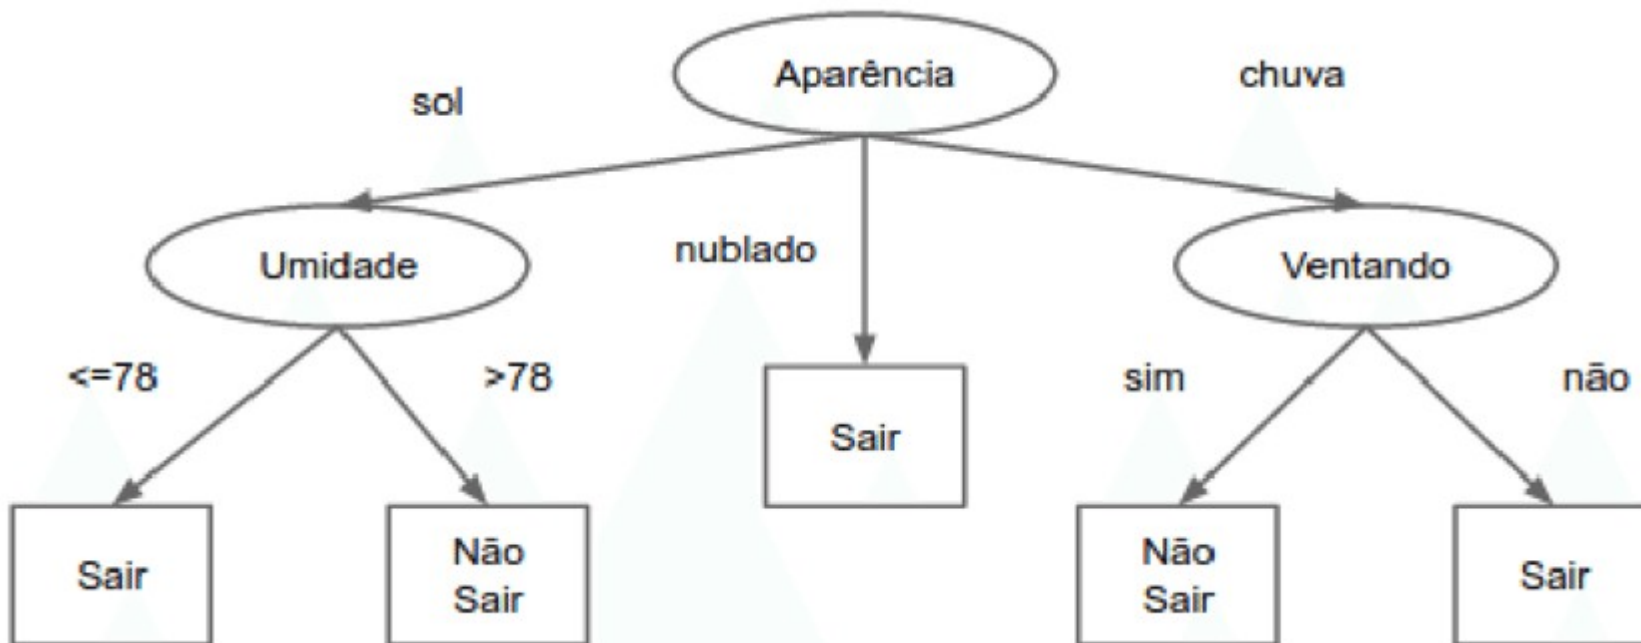 Aparência
sol
chuva
Umidade
nublado
Ventando
<=78
>78
Sair
sim
não
Sair
Não
Sair
Não
Sair
Sair